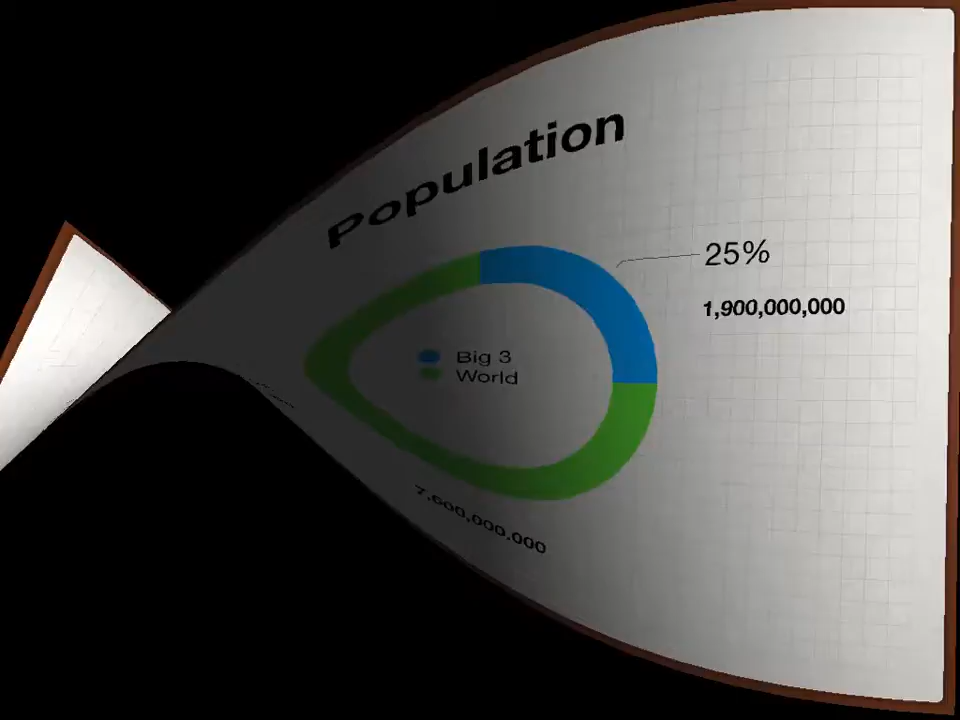 Population
25%
1,900,000,000
Big 3
World
7,600,000,000